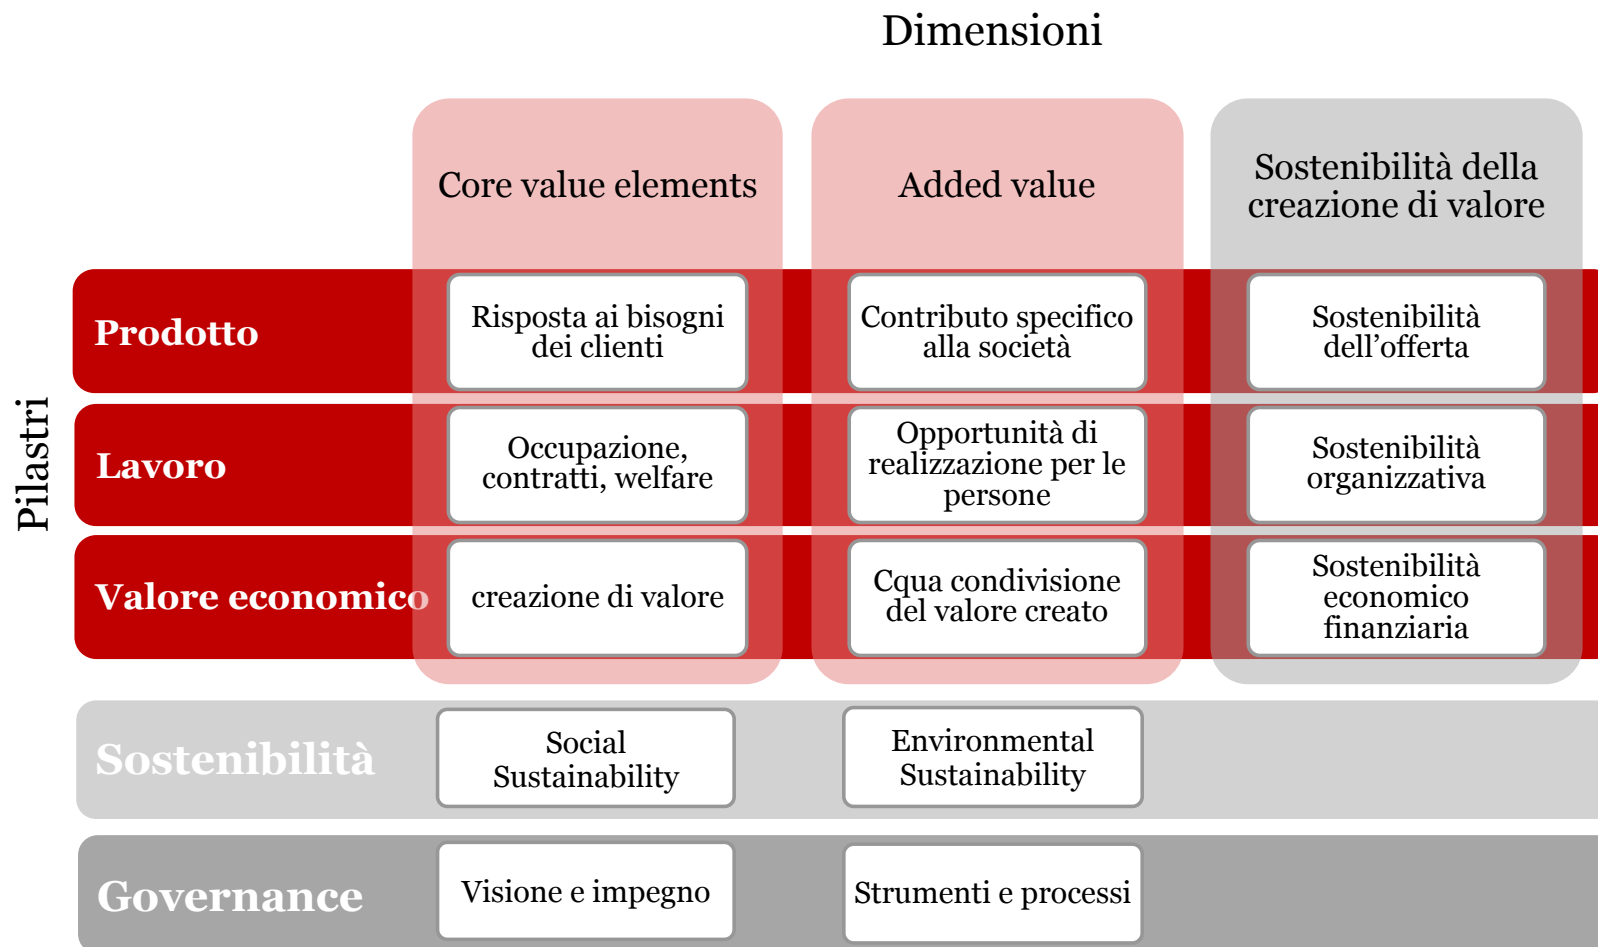 Dimensioni
Core value elements
Added value
Sostenibilità della
creazione di valore
Pilastri
Prodotto
Risposta ai bisogni
dei clienti
Contributo specifico
alla società
Sostenibilità
dell’offerta
Lavoro
Occupazione,
contratti, welfare
Opportunità di
realizzazione per le
persone
Sostenibilità
organizzativa
Valore economico
creazione di valore
Cqua condivisione
del valore creato
Sostenibilità
economico
finanziaria
Sostenibilità
Social
Sustainability
Environmental
Sustainability
Governance
Visione e impegno
Strumenti e processi